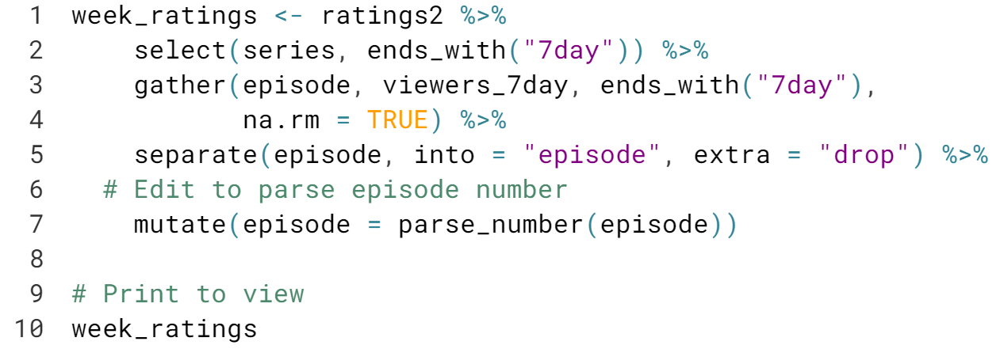 1 week_ratings <- ratings2 %>%
2     select(series, ends_with("7day")) %>%
3     gather(episode, viewers_7day, ends_with("7day"),
4            na.rm = TRUE) %>%
5     separate(episode, into = "episode", extra = "drop") %>%
6   # Edit to parse episode number
7     mutate(episode = parse_number(episode))
8
9 # Print to view
10 week_ratings